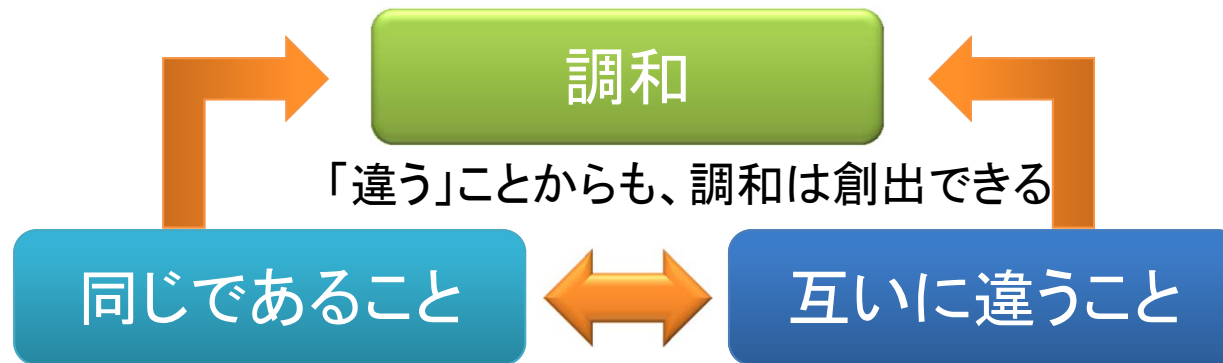 調和
「違う」ことからも、調和は創出できる
同じであること
互いに違うこと